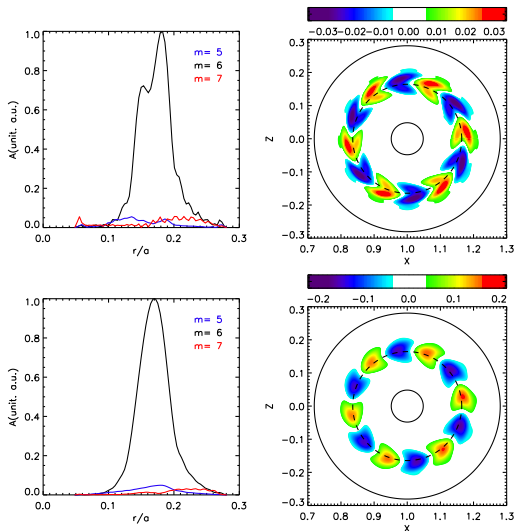 A(unit. a.u.)
1.0
0.8
0.6
0.4
0.2
0.0
m= 5
m= 6
m= 7
0.0 0.1 0.2 0.3
r/a
−0.03 −0.02 −0.01 0.00 0.01 0.02 0.03
Z
0.3
0.2
0.1
0.0
−0.1
−0.2
−0.3
0.7 0.8 0.9 1.0 1.1 1.2 1.3
X
A(unit. a.u.)
1.0
0.8
0.6
0.4
0.2
0.0
m= 5
m= 6
m= 7
0.0 0.1 0.2 0.3
r/a
−0.2 −0.1 0.0 0.1 0.2
Z
0.3
0.2
0.1
0.0
−0.1
−0.2
−0.3
0.7 0.8 0.9 1.0 1.1 1.2 1.3
X